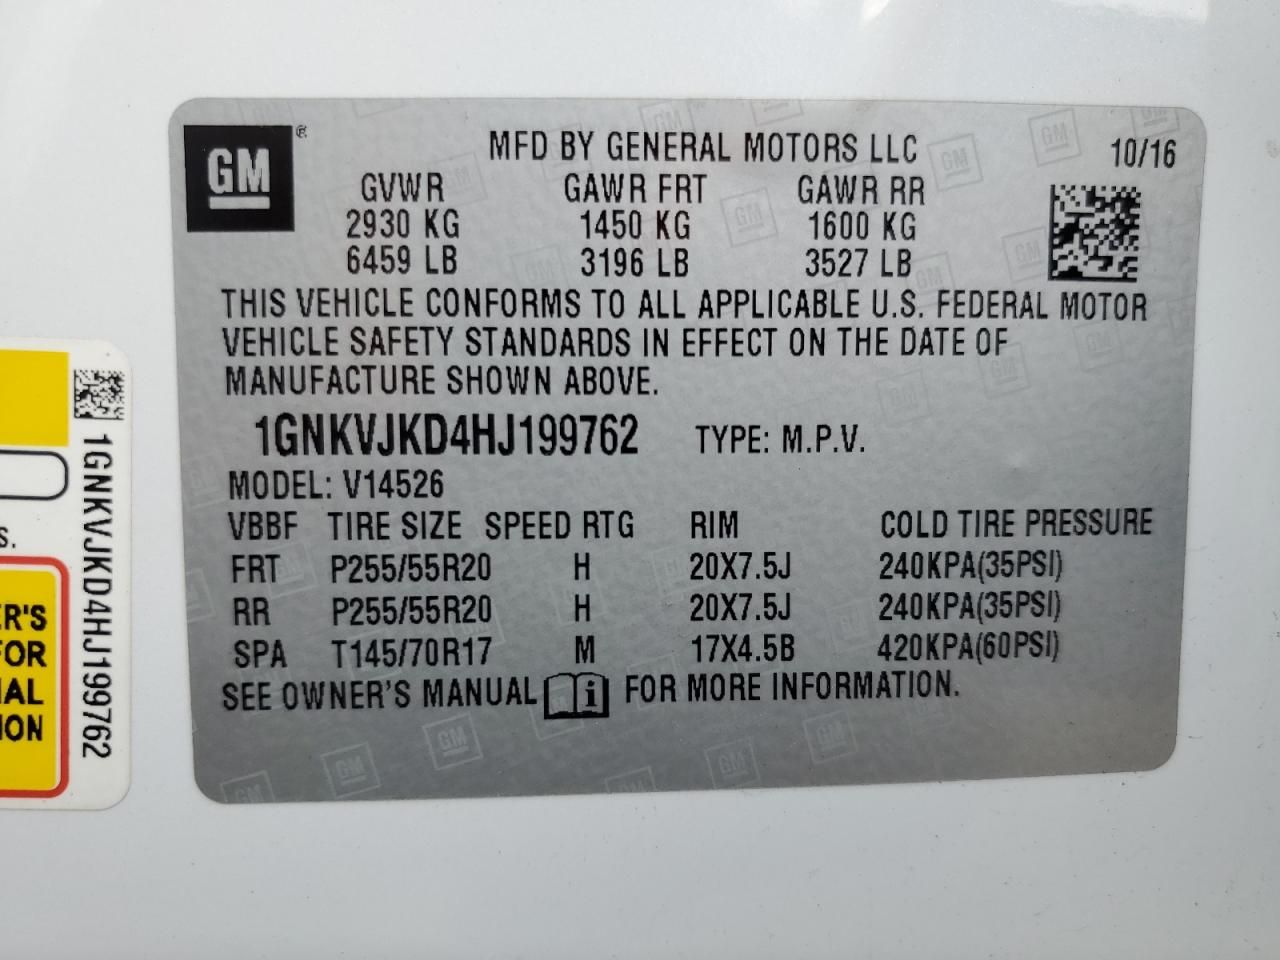 GM ®
MFD BY GENERAL MOTORS LLC 10/16
GVWR GAWR FRT GAWR RR
2930 KG 1450 KG 1600 KG
6459 LB 3196 LB 3527 LB
THIS VEHICLE CONFORMS TO ALL APPLICABLE U.S. FEDERAL MOTOR
VEHICLE SAFETY STANDARDS IN EFFECT ON THE DATE OF
MANUFACTURE SHOWN ABOVE.
1GNKVJKD4HJ199762 TYPE: M.P.V.
MODEL: V14526
VBBF TIRE SIZE SPEED RTG RIM COLD TIRE PRESSURE
FRT P255/55R20 H 20X7.5J 240KPA(35PSI)
RR P255/55R20 H 20X7.5J 240KPA(35PSI)
SPA T145/70R17 M 17X4.5B 420KPA(60PSI)
SEE OWNER'S MANUAL i FOR MORE INFORMATION.
1GNKVJKD4HJ199762
S.
ER'S
FOR
IAL
ION